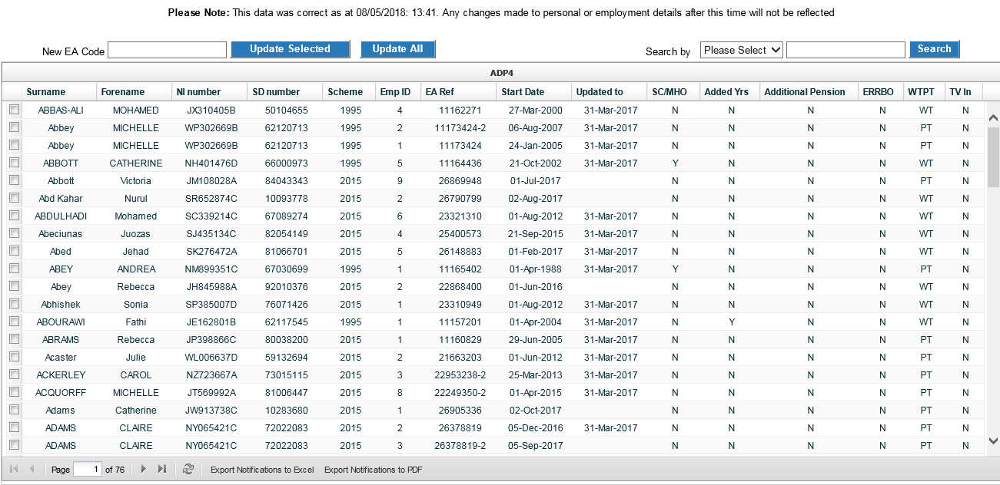 Please Note: This data was correct as at 08/05/2018: 13:41. Any changes made to personal or employment details after this time will not be reflected
New EA Code Update Selected Update All Search by Please Select Search
ADP4
Surname Forename NI number SD number Scheme Emp ID EA Ref Start Date Updated to SC/MHO Added Yrs Additional Pension ERRBO WTPT TV In
ABBAS-ALI MOHAMED JX310405B 50104655 1995 4 11162271 27-Mar-2000 31-Mar-2017 N N N N WT N
Abbey MICHELLE WP302669B 62120713 1995 2 11173424-2 06-Aug-2007 31-Mar-2017 N N N N PT N
Abbey MICHELLE WP302669B 62120713 1995 1 11173424 24-Jan-2005 31-Mar-2017 N N N N PT N
ABBOTT CATHERINE NH401476D 66000973 1995 5 11164436 21-Oct-2002 31-Mar-2017 Y N N N WT N
Abbott Victoria JM108028A 84043343 2015 9 26869948 01-Jul-2017 N N N N PT N
Abd Kahar Nurul SR652874C 10093778 2015 2 26790799 02-Aug-2017 N N N N WT N
ABDULHADI Mohamed SC339214C 67089274 2015 6 23321310 01-Aug-2012 31-Mar-2017 N N N N WT N
Abeciunas Juozas SJ435134C 82054149 2015 4 25400573 21-Sep-2015 31-Mar-2017 N N N N WT N
Abed Jehad SK276472A 81066701 2015 5 26148883 01-Feb-2017 31-Mar-2017 N N N N WT N
ABEY ANDREA NM899351C 67030699 1995 1 11165402 01-Apr-1988 31-Mar-2017 Y N N N PT N
Abey Rebecca JH845988A 92010376 2015 2 22868400 01-Jun-2016 N N N N WT N
Abhishek Sonia SP385007D 76071426 2015 1 23310949 01-Aug-2012 31-Mar-2017 N N N N WT N
ABOURAWI Fathi JE162801B 62117545 1995 1 11157201 01-Apr-2004 31-Mar-2017 N Y N N WT N
ABRAMS Rebecca JP398866C 80038200 2015 1 11160829 29-Jun-2005 31-Mar-2017 N N N N PT N
Acaster Julie WL006637D 59132694 2015 2 21663203 01-Jun-2012 31-Mar-2017 N N N N PT N
ACKERLEY CAROL NZ723667A 73015115 2015 3 22953238-2 25-Mar-2013 31-Mar-2017 N N N N PT N
ACQUORFF MICHELLE JT569992A 81006447 2015 8 22249350-2 01-Apr-2015 31-Mar-2017 N N N N PT N
Adams Catherine JW913738C 10283680 2015 1 26905336 02-Oct-2017 N N N N PT N
ADAMS CLAIRE NY065421C 72022083 2015 2 26378819 05-Dec-2016 31-Mar-2017 N N N N PT N
ADAMS CLAIRE NY065421C 72022083 2015 3 26378819-2 05-Sep-2017 N N N N PT N
Page 1 of 76 Export Notifications to Excel Export Notifications to PDF